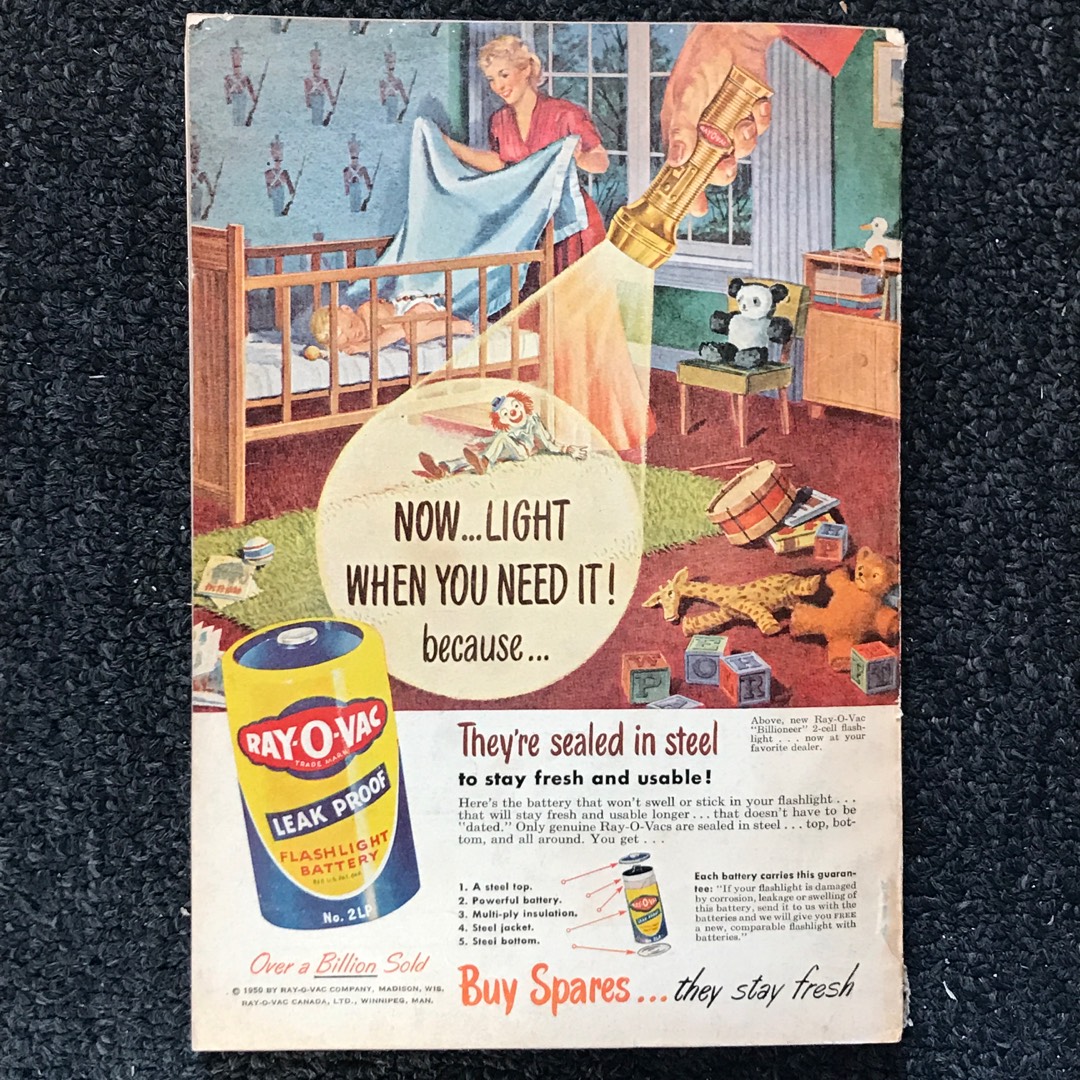 RAY-O-VAC
NOW...LIGHT
WHEN YOU NEED IT!
because...
P
F
R
RAY-O-VAC
TRADE MARK
LEAK PROOF
FLASHLIGHT
BATTERY
No. 2LP
They're sealed in steel
to stay fresh and usable!
Above, new Ray-O-Vac
"Billioneer" 2-cell flash-
light . . . now at your
favorite dealer.
Here's the battery that won't swell or stick in your flashlight . . .
that will stay fresh and usable longer . . . that doesn't have to be
"dated." Only genuine Ray-O-Vacs are sealed in steel . . . top, bot-
tom, and all around. You get . . .
1. A steel top.
2. Powerful battery.
3. Multi-ply insulation.
4. Steel jacket.
5. Steel bottom.
RAY-O-VAC
LEAK PROOF
Each battery carries this guaran-
tee: "If your flashlight is damaged
by corrosion, leakage or swelling of
this battery, send it to us with the
batteries and we will give you FREE
a new, comparable flashlight with
batteries."
Over a Billion Sold
© 1950 BY RAY-O-VAC COMPANY, MADISON, WIS.
RAY-O-VAC CANADA, LTD., WINNIPEG, MAN.
Buy Spares...they stay fresh